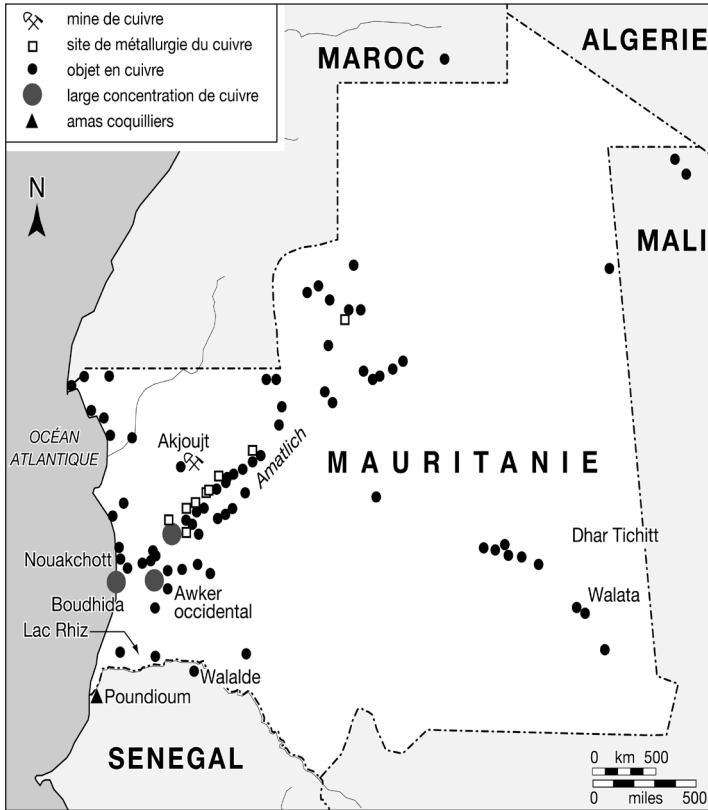 mine de cuivre
site de métallurgie du cuivre
objet en cuivre
large concentration de cuivre
amas coquilliers
MAROC
ALGERIE
N
MALI
OCÉAN
ATLANTIQUE
Akjoujt
Amatlich
MAURITANIE
Nouakchott
Dhar Tichitt
Boudhida
Awker
occidental
Walata
Lac Rhiz
Walalde
Poundioum
SENEGAL
0 km 500
0 miles 500